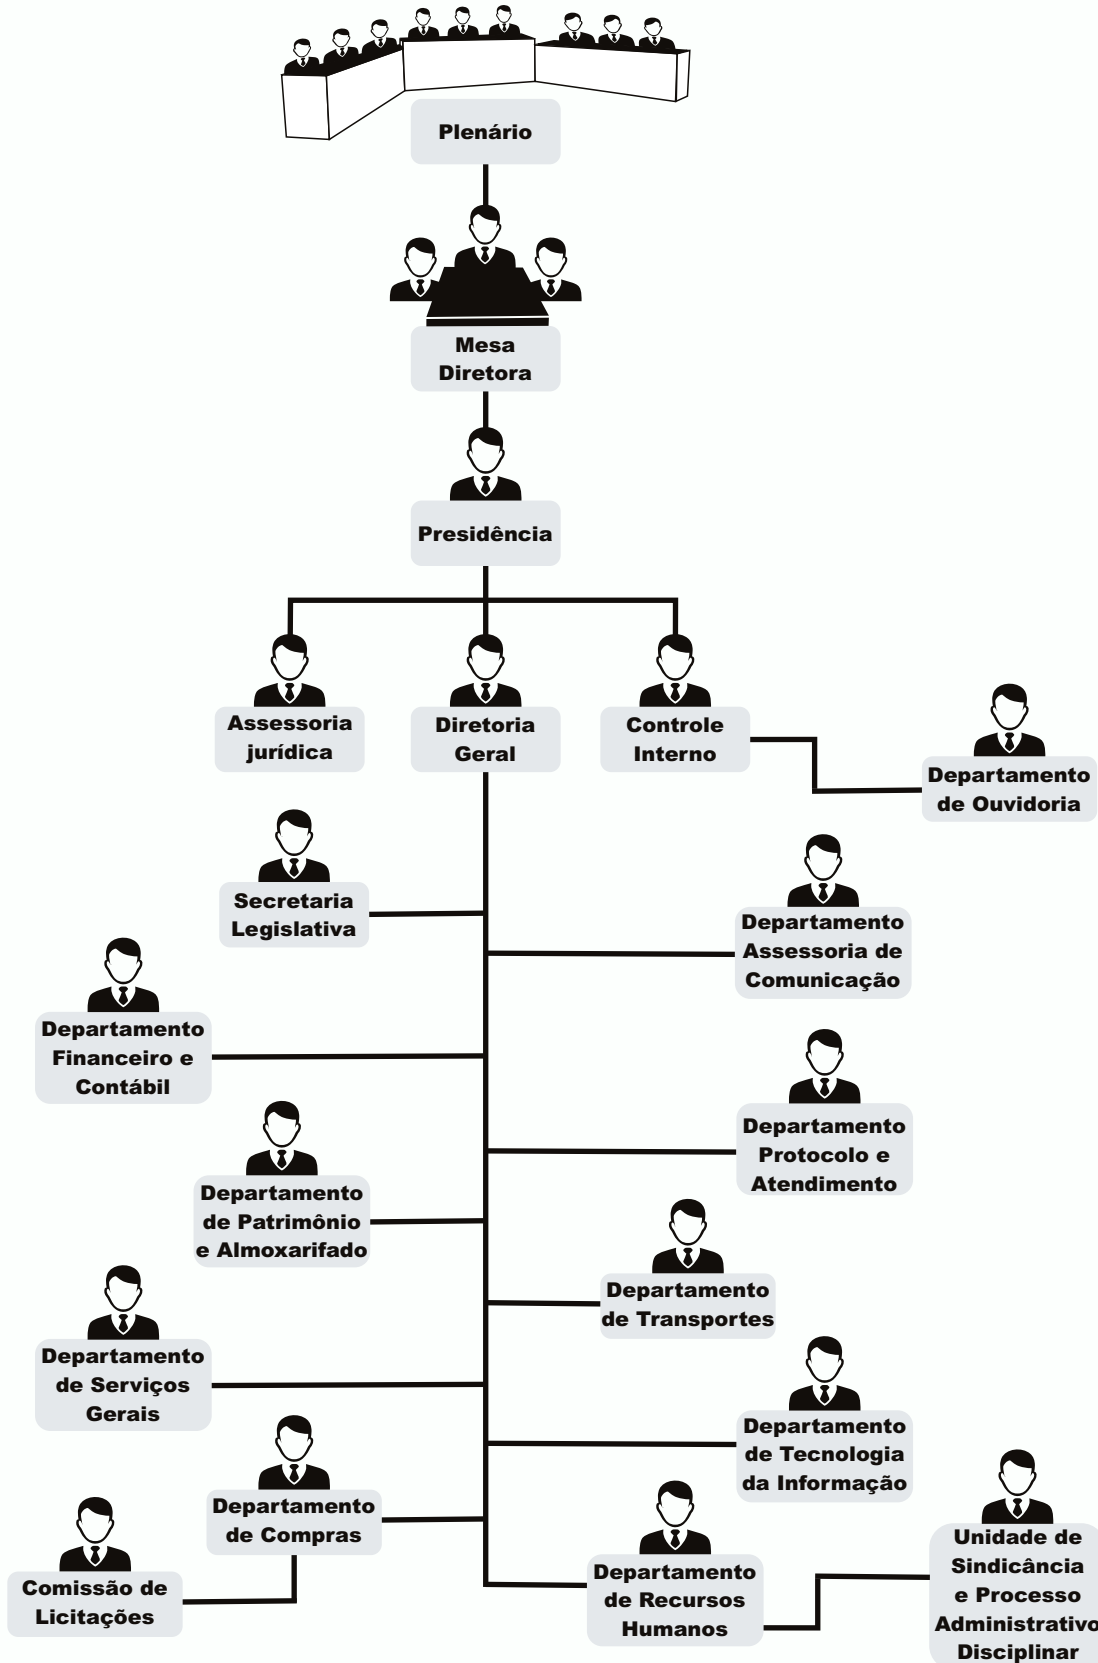 Plenário
Mesa
Diretora
Presidência
Assessoria
jurídica
Diretoria
Geral
Controle
Interno
Departamento
de Ouvidoria
Secretaria
Legislativa
Departamento
Assessoria de
Comunicação
Departamento
Financeiro e
Contábil
Departamento
Protocolo e
Atendimento
Departamento
de Patrimônio
e Almoxarifado
Departamento
de Transportes
Departamento
de Serviços
Gerais
Departamento
de Tecnologia
da Informação
Departamento
de Compras
Comissão de
Licitações
Departamento
de Recursos
Humanos
Unidade de
Sindicância
e Processo
Administrativo
Disciplinar